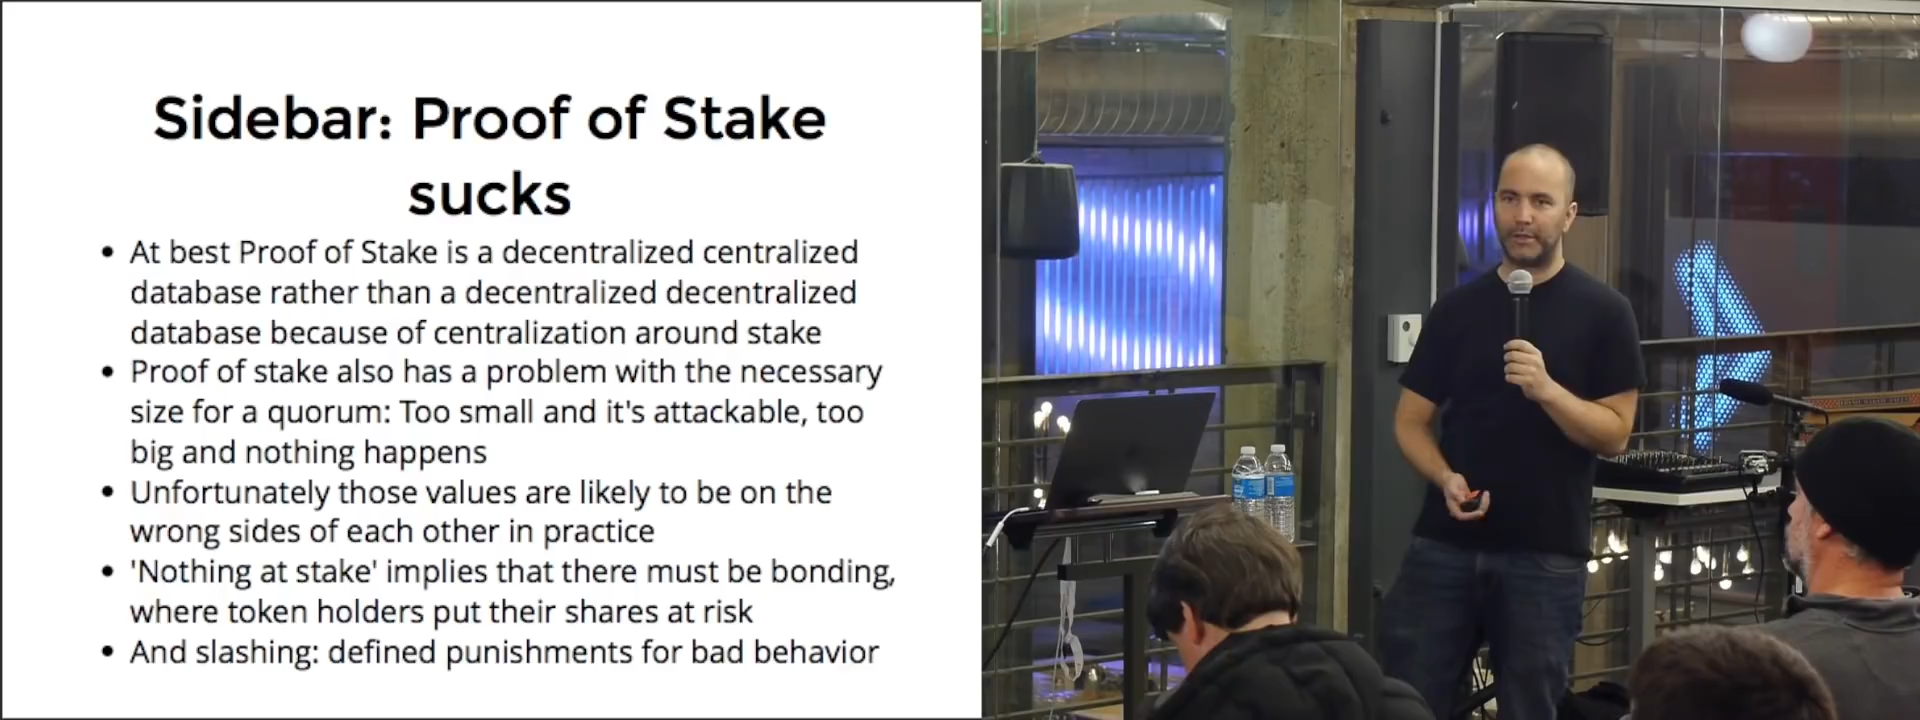 Sidebar: Proof of Stake
sucks
• At best Proof of Stake is a decentralized centralized
database rather than a decentralized decentralized
database because of centralization around stake
• Proof of stake also has a problem with the necessary
size for a quorum: Too small and it's attackable, too
big and nothing happens
• Unfortunately those values are likely to be on the
wrong sides of each other in practice
• 'Nothing at stake' implies that there must be bonding,
where token holders put their shares at risk
• And slashing: defined punishments for bad behavior